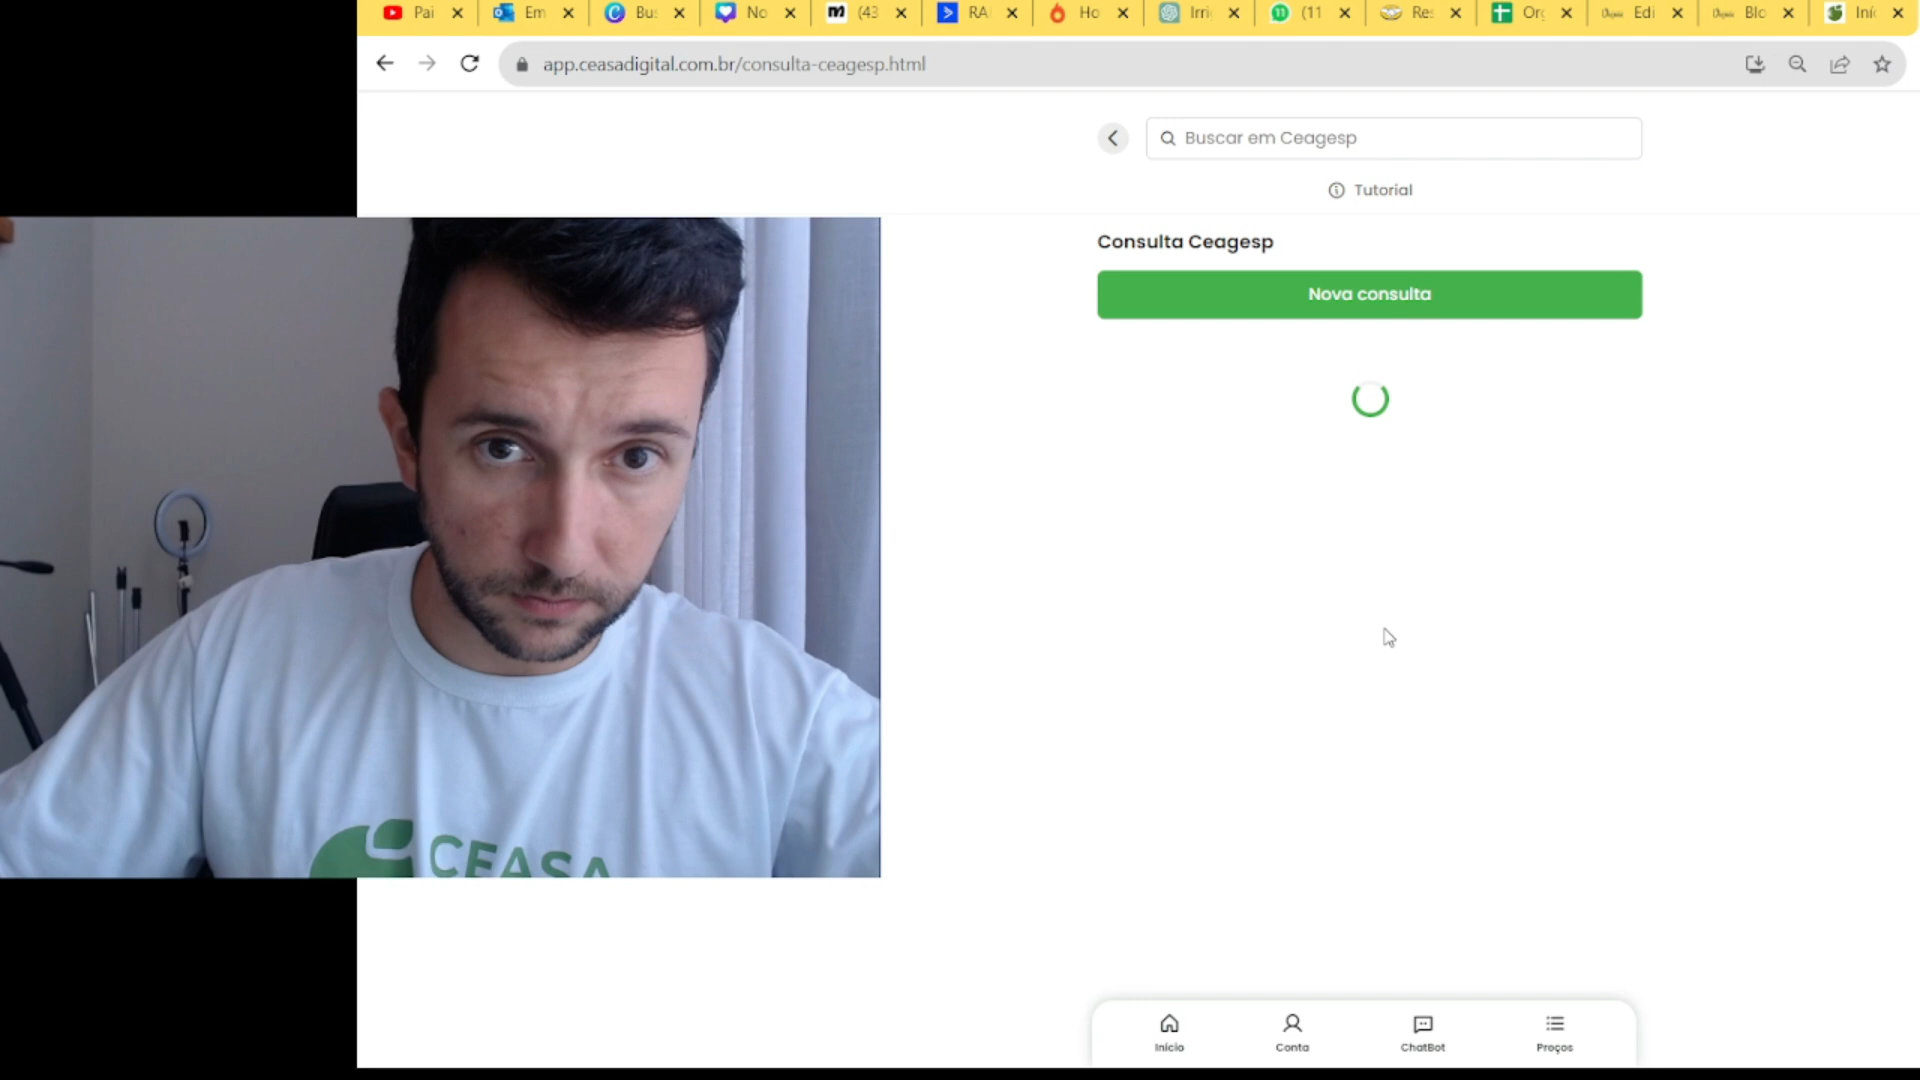 Pai
Em
Bu
No
(43
RA
Ho
Irri
(11
Re
Or
Edi
Blo
Iní
app.ceasadigital.com.br/consulta-ceagesp.html
Buscar em Ceagesp
Tutorial
Consulta Ceagesp
Nova consulta
CEASA
Início
Conta
ChatBot
Preços